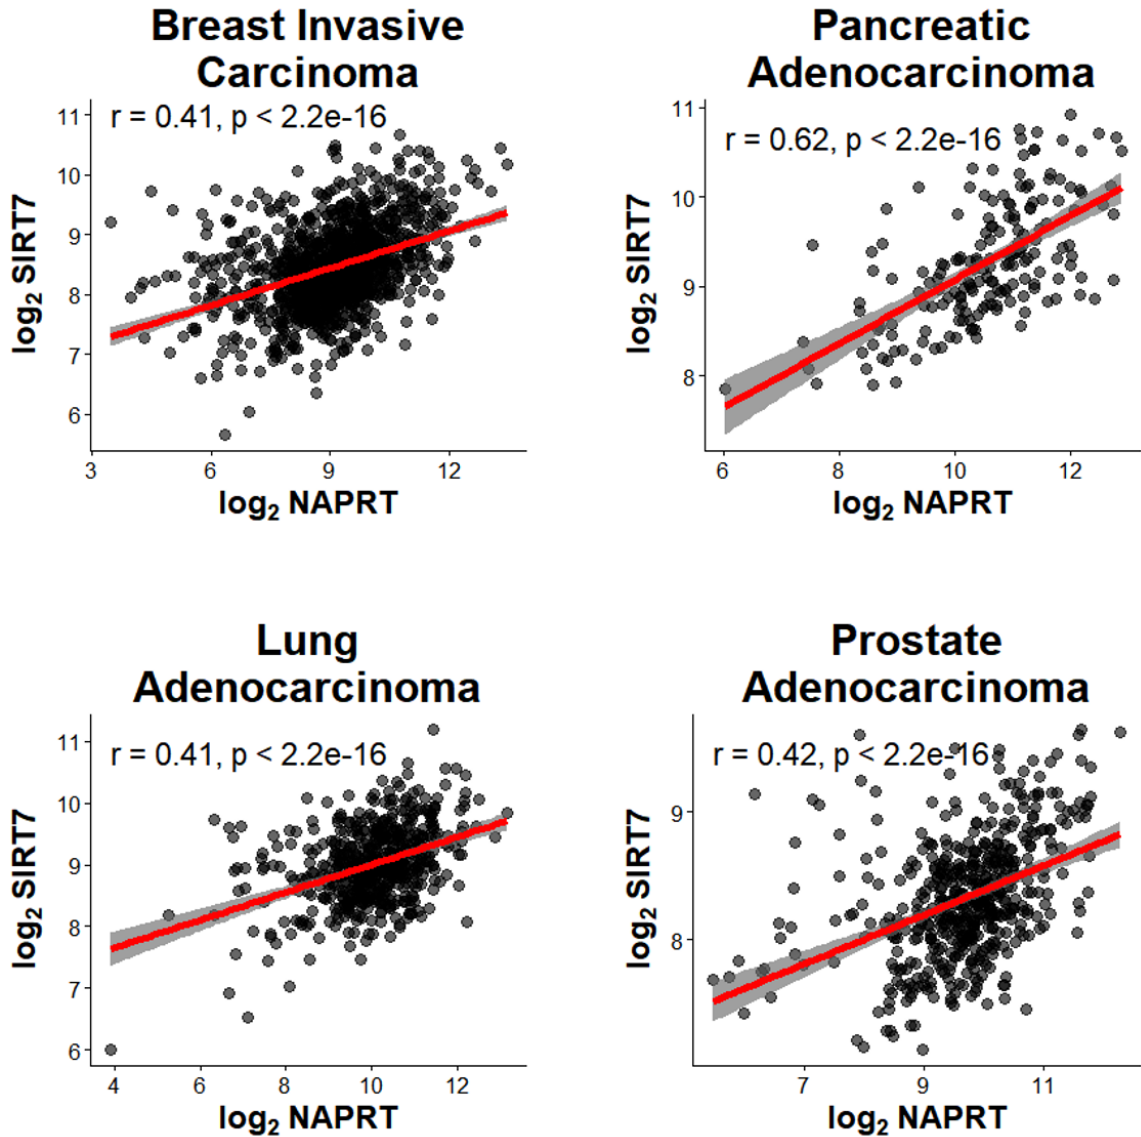 Breast Invasive
Carcinoma
r = 0.41, p < 2.2e-16
11
10
9
8
7
6
log₂ SIRT7
3
6
9
12
log₂ NAPRT
Pancreatic
Adenocarcinoma
r = 0.62, p < 2.2e-16
11
10
9
8
log₂ SIRT7
6
8
10
12
log₂ NAPRT
Lung
Adenocarcinoma
r = 0.41, p < 2.2e-16
11
10
9
8
7
6
log₂ SIRT7
4
6
8
10
12
log₂ NAPRT
Prostate
Adenocarcinoma
r = 0.42, p < 2.2e-16
9
8
log₂ SIRT7
7
9
11
log₂ NAPRT